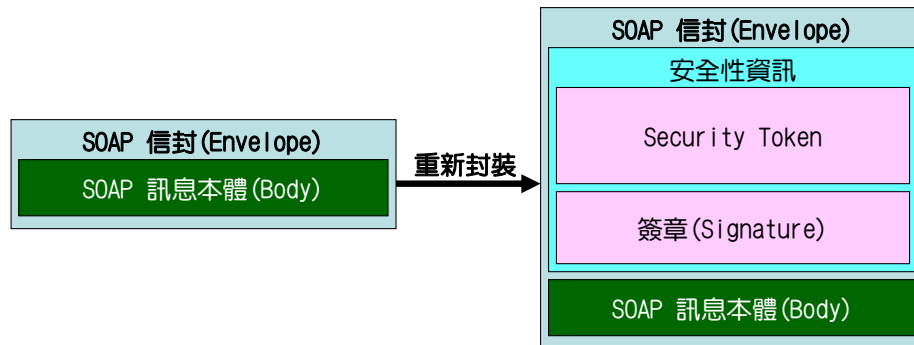 SOAP 信封(Envelope)
SOAP 訊息本體(Body)
重新封裝
SOAP 信封(Envelope)
安全性資訊
Security Token
簽章(Signature)
SOAP 訊息本體(Body)